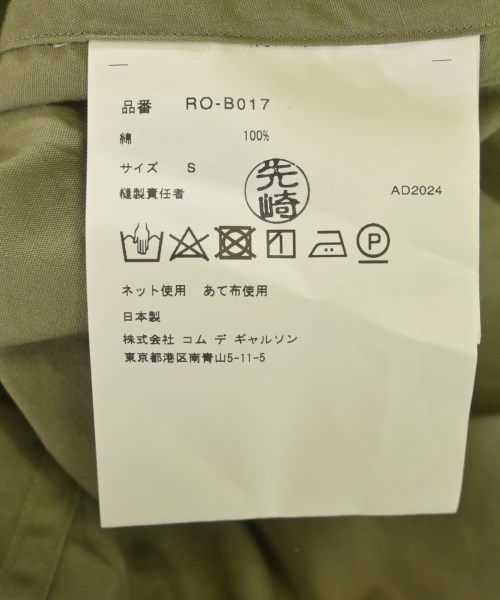 品番 RO-B017
綿 100%
サイズ S
縫製責任者 先崎 AD2024
P
ネット使用 あて布使用
日本製
株式会社 コム デ ギャルソン
東京都港区南青山5-11-5